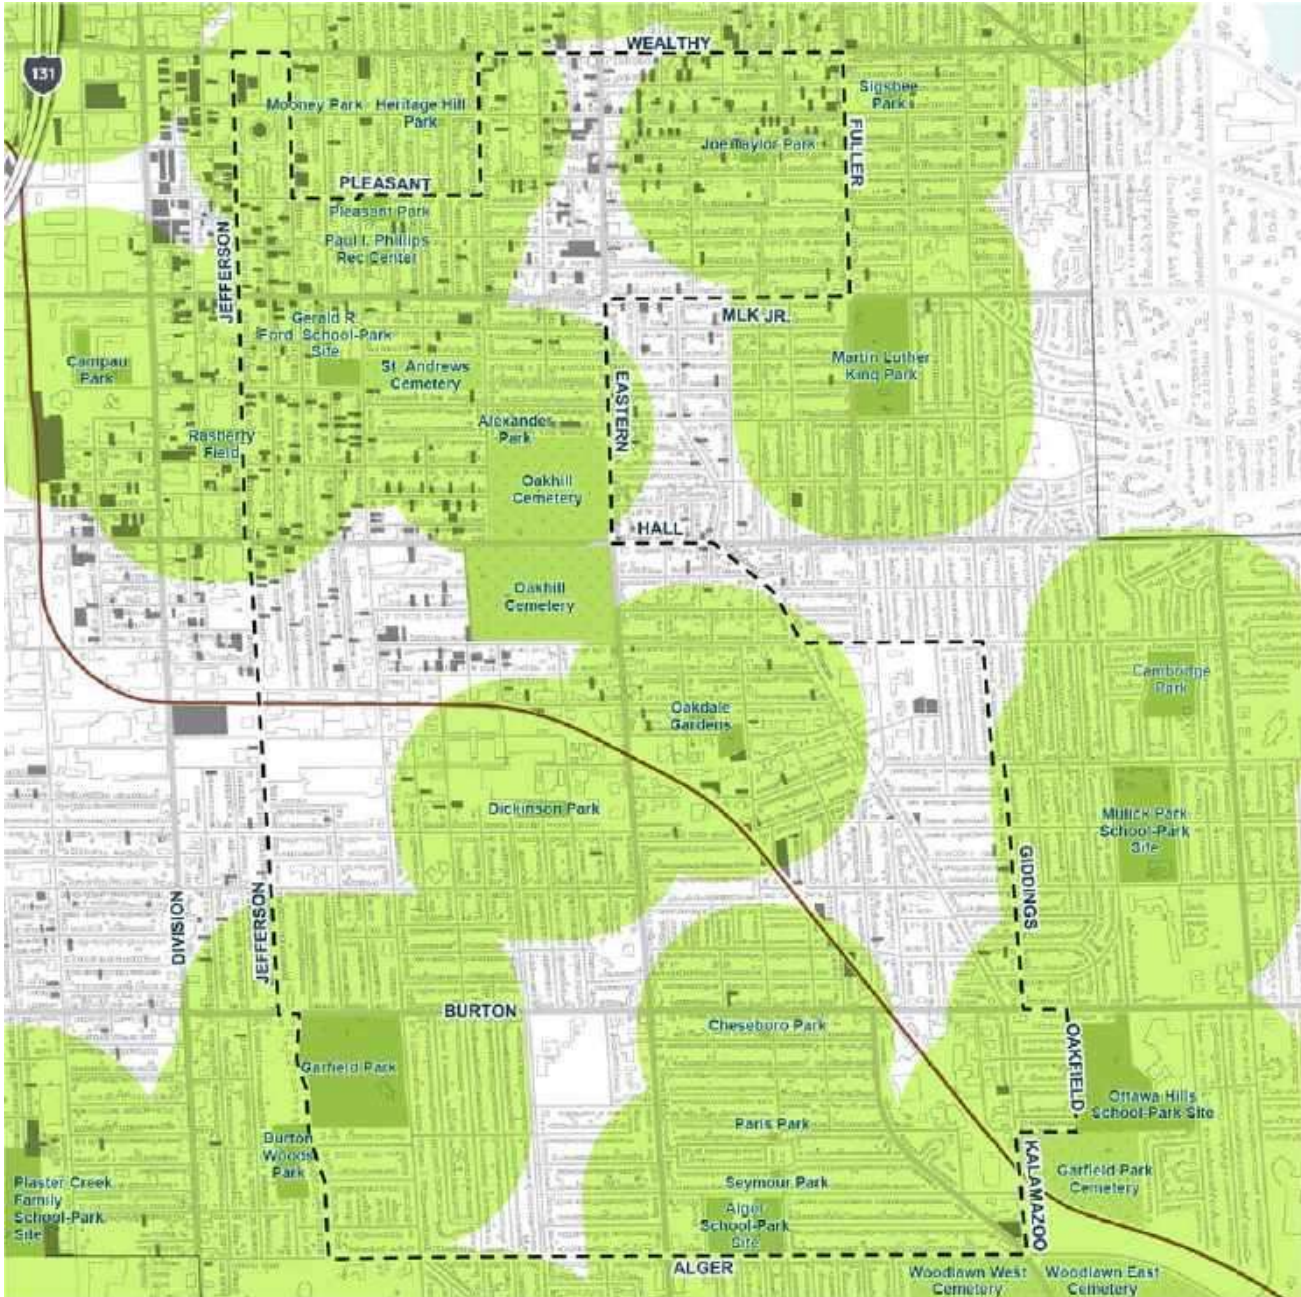 WEALTHY
131
Sigsbee
Park
Mooney Park
Heritage Hill
Park
Joe Taylor Park
FULLER
PLEASANT
Pleasant Park
Paul I. Phillips
Rec Center
JEFFERSON
Gerald R.
Ford School-Park
Site
MLK JR.
Campau
Park
St. Andrews
Cemetery
Martin Luther
King Park
EASTERN
Alexander
Park
Rasberry
Field
Oakhill
Cemetery
HALL
Oakhill
Cemetery
Cambridge
Park
Oakdale
Gardens
Dickinson Park
Mulick Park
School-Park
Site
GIDDINGS
DIVISION
JEFFERSON
BURTON
Cheseboro Park
OAKFIELD
Garfield Park
Ottawa Hills
School-Park Site
Paris Park
Burton
Woods
Park
KALAMAZOO
Garfield Park
Cemetery
Plaster Creek
Family
School-Park
Site
Seymour Park
Alger
School-Park
Site
ALGER
Woodlawn West
Cemetery
Woodlawn East
Cemetery